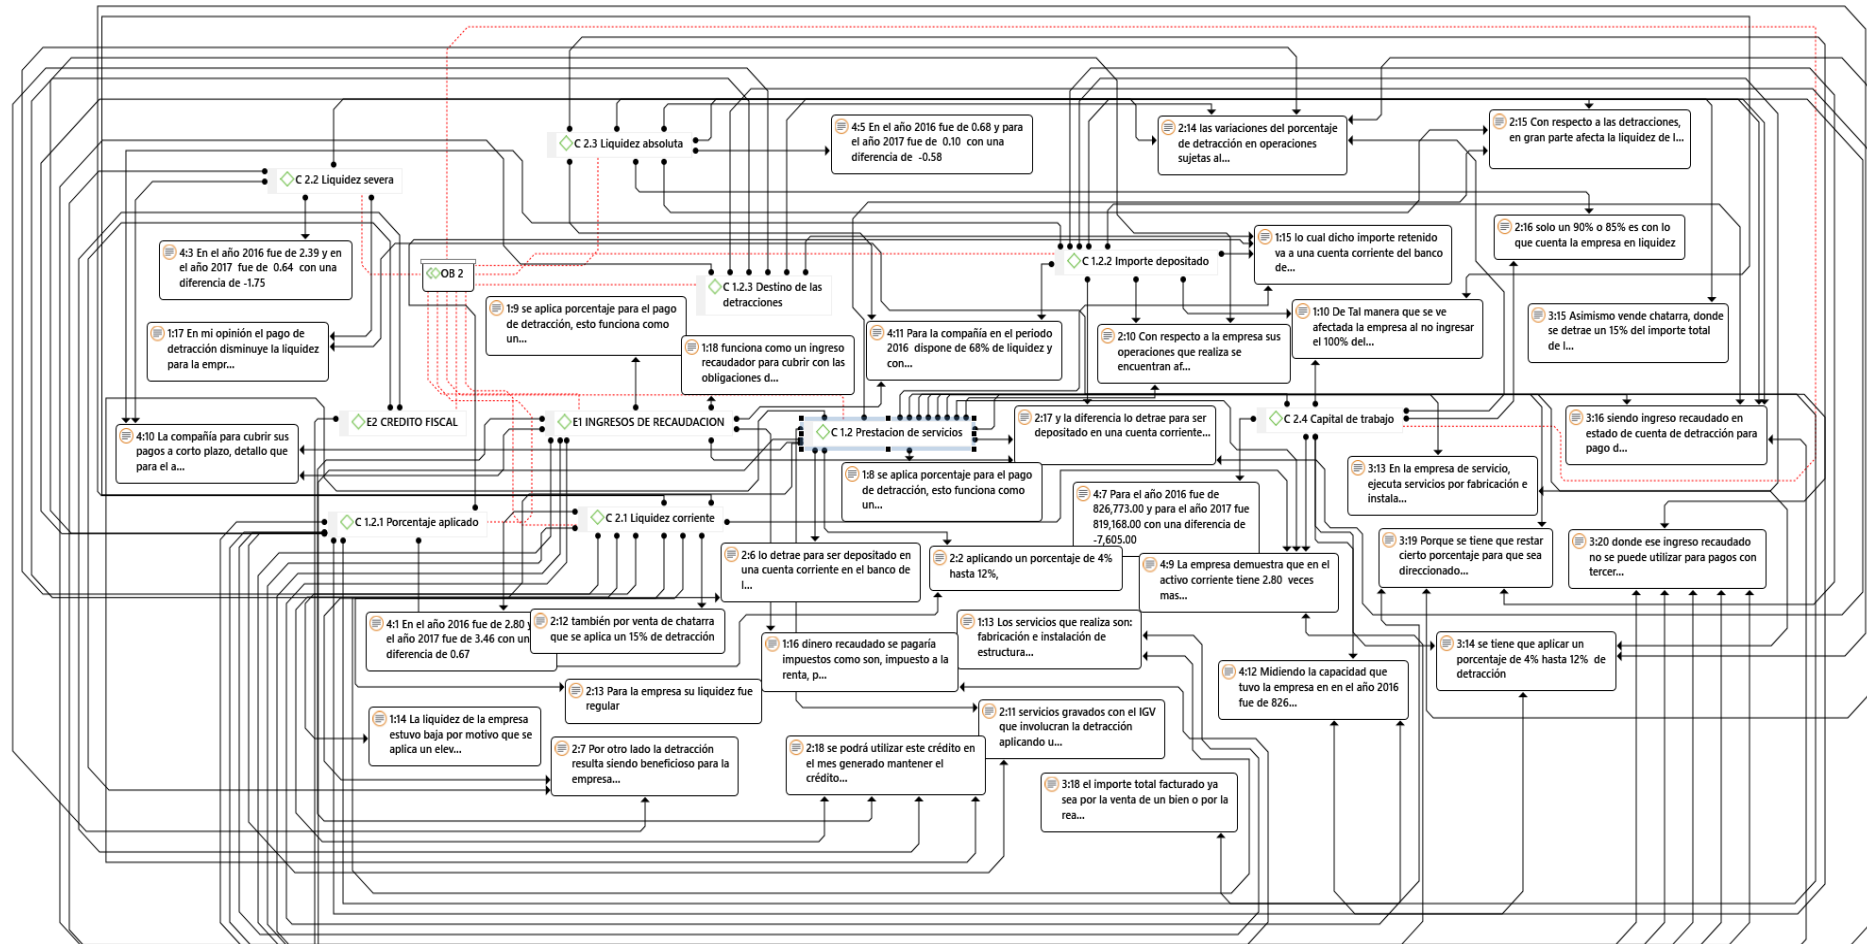 4:5 En el año 2016 fue de 0.68 y para
el año 2017 fue de 0.10 con una
diferencia de -0.58
C 2.3 Liquidez absoluta
2:14 las variaciones del porcentaje
de detracción en operaciones
sujetas al...
2:15 Con respecto a las detracciones,
en gran parte afecta la liquidez de l...
C 2.2 Liquidez severa
2:16 solo un 90% o 85% es con lo
que cuenta la empresa en liquidez
4:3 En el año 2016 fue de 2.39 y en
el año 2017 fue de 0.64 con una
diferencia de -1.75
OB 2
C 1.2.3 Destino de las
detracciones
C 1.2.2 Importe depositado
1:15 lo cual dicho importe retenido
va a una cuenta corriente del banco
de...
1:9 se aplica porcentaje para el pago
de detracción, esto funciona como
un...
1:17 En mi opinión el pago de
detracción disminuye la liquidez
para la empr...
1:18 funciona como un ingreso
recaudador para cubrir con las
obligaciones d...
4:11 Para la compañía en el periodo
2016 dispone de 68% de liquidez y
con...
2:10 Con respecto a la empresa sus
operaciones que realiza se
encuentran af...
1:10 De Tal manera que se ve
afectada la empresa al no ingresar
el 100% del...
3:15 Asimismo vende chatarra, donde
se detrae un 15% del importe total
de l...
E2 CREDITO FISCAL
E1 INGRESOS DE RECAUDACION
C 1.2 Prestacion de servicios
2:17 y la diferencia lo detrae para ser
depositado en una cuenta corriente...
C 2.4 Capital de trabajo
3:16 siendo ingreso recaudado en
estado de cuenta de detracción para
pago d...
4:10 La compañía para cubrir sus
pagos a corto plazo, detallo que
para el a...
1:8 se aplica porcentaje para el pago
de detracción, esto funciona como
un...
3:13 En la empresa de servicio,
ejecuta servicios por fabricación e
instala...
4:7 Para el año 2016 fue de
826,773.00 y para el año 2017 fue
819,168.00 con una diferencia de
-7,605.00
C 1.2.1 Porcentaje aplicado
C 2.1 Liquidez corriente
2:6 lo detrae para ser depositado en
una cuenta corriente en el banco de
l...
2:2 aplicando un porcentaje de 4%
hasta 12%,
4:9 La empresa demuestra que en el
activo corriente tiene 2.80 veces
mas...
3:19 Porque se tiene que restar
cierto porcentaje para que sea
direccionado...
3:20 donde ese ingreso recaudado
no se puede utilizar para pagos con
tercer...
4:1 En el año 2016 fue de 2.80 y
el año 2017 fue de 3.46 con un
diferencia de 0.67
2:12 también por venta de chatarra
que se aplica un 15% de detracción
1:16 dinero recaudado se pagaría
impuestos como son, impuesto a la
renta, p...
1:13 Los servicios que realiza son:
fabricación e instalación de
estructura...
3:14 se tiene que aplicar un
porcentaje de 4% hasta 12% de
detracción
4:12 Midiendo la capacidad que
tuvo la empresa en en el año 2016
fue de 826...
2:13 Para la empresa su liquidez fue
regular
1:14 La liquidez de la empresa
estuvo baja por motivo que se
aplica un elev...
2:11 servicios gravados con el IGV
que involucran la detracción
aplicando u...
2:7 Por otro lado la detracción
resulta siendo beneficioso para la
empresa...
2:18 se podrá utilizar este crédito en
el mes generado mantener el
crédito...
3:18 el importe total facturado ya
sea por la venta de un bien o por la
rea...